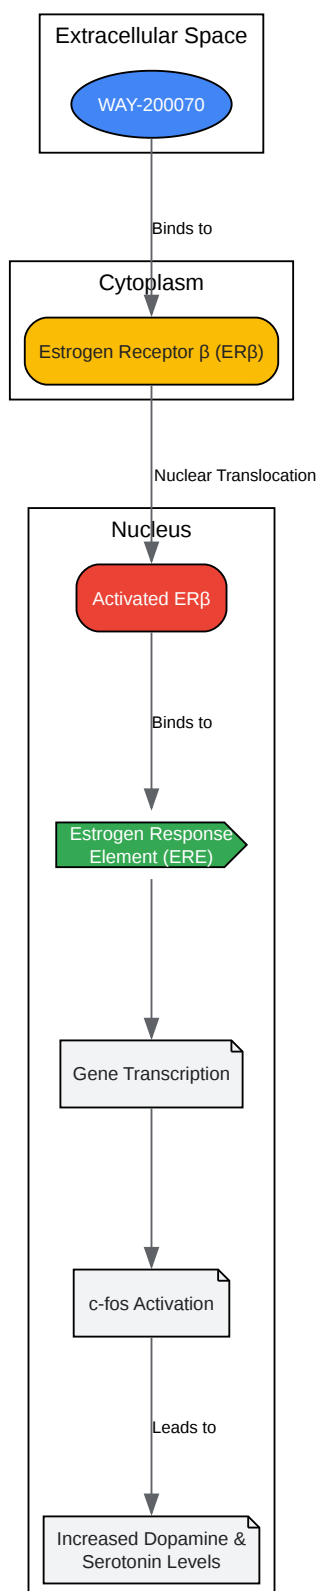 Extracellular Space
WAY-200070
Binds to
Cytoplasm
Estrogen Receptor β (ERβ)
Nuclear Translocation
Nucleus
Activated ERβ
Binds to
Estrogen Response
Element (ERE)
Gene Transcription
c-fos Activation
Leads to
Increased Dopamine &
Serotonin Levels